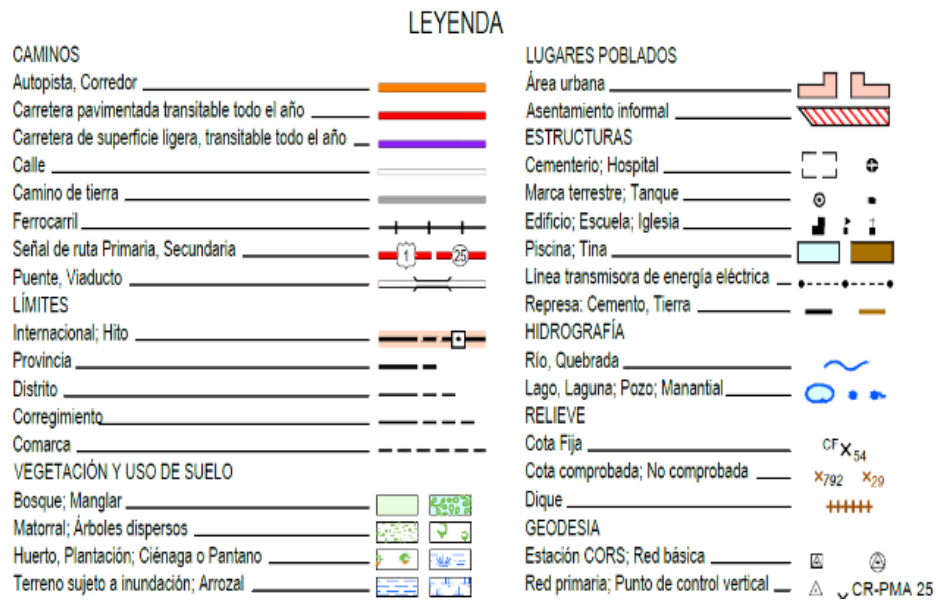 LEYENDA
CAMINOS
Autopista, Corredor
Carretera pavimentada transitable todo el año
Carretera de superficie ligera, transitable todo el año
Calle
Camino de tierra
Ferrocarril
Señal de ruta Primaria, Secundaria
1
25
Puente, Viaducto
LÍMITES
Internacional; Hito
Provincia
Distrito
Corregimiento
Comarca
VEGETACIÓN Y USO DE SUELO
Bosque; Manglar
Matorral; Árboles dispersos
Huerto, Plantación; Ciénaga o Pantano
Terreno sujeto a inundación; Arrozal
LUGARES POBLADOS
Área urbana
Asentamiento informal
ESTRUCTURAS
Cementerio; Hospital
Marca terrestre; Tanque
Edificio; Escuela; Iglesia
Piscina; Tina
Línea transmisora de energía eléctrica
Represa: Cemento, Tierra
HIDROGRAFÍA
Río, Quebrada
Lago, Laguna; Pozo; Manantial
RELIEVE
Cota Fija
CF 54
Cota comprobada; No comprobada
792
29
Dique
GEODESIA
Estación CORS; Red básica
Red primaria; Punto de control vertical
CR-PMA 25